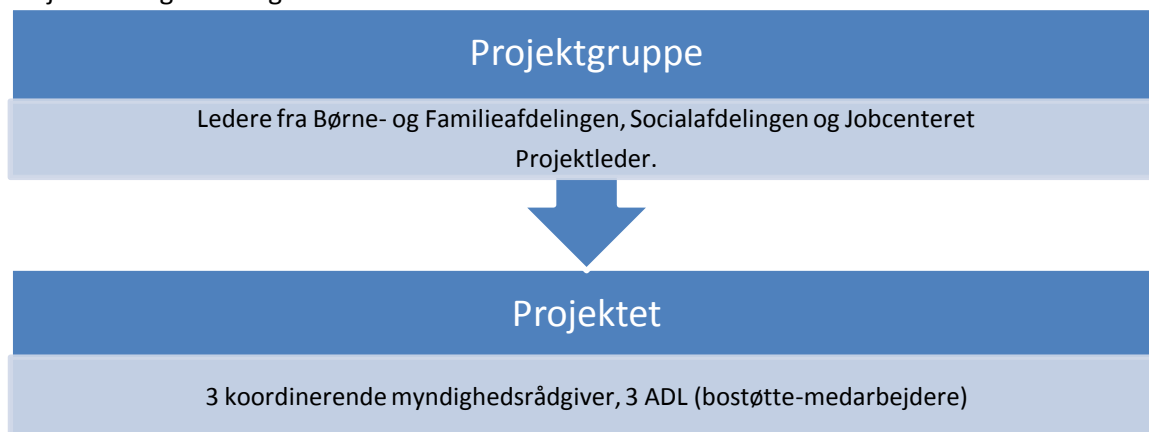 Projektgruppe
Ledere fra Børne- og Familieafdelingen, Socialafdelingen og Jobcenteret
Projektleder.
Projektet
3 koordinerende myndighedsrådgiver, 3 ADL (bostøtte-medarbejdere)